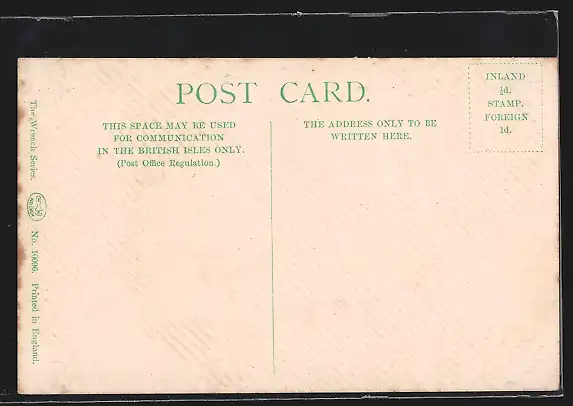 POST CARD.
THIS SPACE MAY BE USED
FOR COMMUNICATION
IN THE BRITISH ISLES ONLY.
(Post Office Regulation.)
THE ADDRESS ONLY TO BE
WRITTEN HERE.
INLAND
½d.
STAMP.
FOREIGN
1d.
The Wrench Series.
No. 10096. Printed in England.